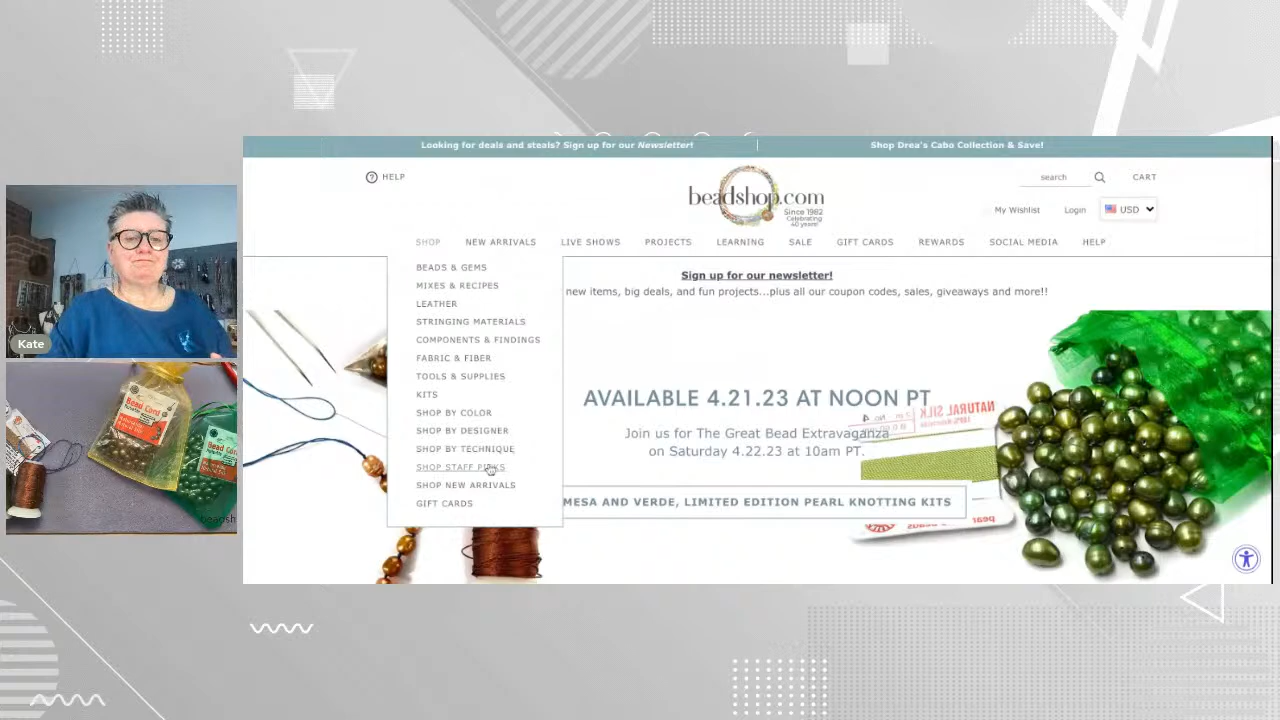 Looking for deals and steals? Sign up for our Newsletter!
Shop Drea's Cabo Collection & Save!
HELP
beadshop.com
Since 1982
Celebrating
40 years!
search
CART
My Wishlist
Login
USD
SHOP
NEW ARRIVALS
LIVE SHOWS
PROJECTS
LEARNING
SALE
GIFT CARDS
REWARDS
SOCIAL MEDIA
HELP
BEADS & GEMS
MIXES & RECIPES
LEATHER
STRINGING MATERIALS
COMPONENTS & FINDINGS
FABRIC & FIBER
TOOLS & SUPPLIES
KITS
SHOP BY COLOR
SHOP BY DESIGNER
SHOP BY TECHNIQUE
SHOP STAFF PICKS
SHOP NEW ARRIVALS
GIFT CARDS
Sign up for our newsletter!
new items, big deals, and fun projects...plus all our coupon codes, sales, giveaways and more!!
AVAILABLE 4.21.23 AT NOON PT
Join us for The Great Bead Extravaganza
on Saturday 4.22.23 at 10am PT.
MESA AND VERDE, LIMITED EDITION PEARL KNOTTING KITS
NATURAL SILK
Kate
Bead Cord
Bead Cord
beadsh